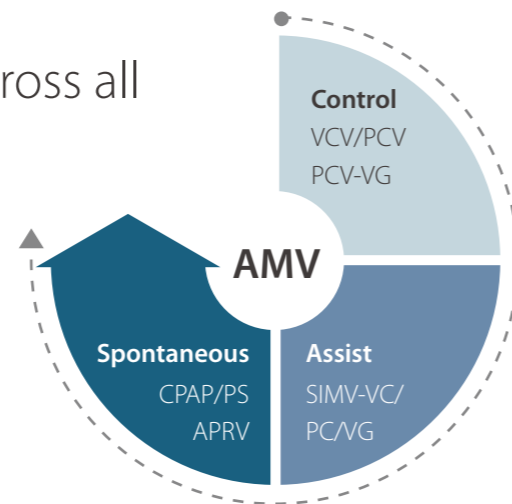 ross all
Control
VCV/PCV
PCV-VG
AMV
Spontaneous
CPAP/PS
APRV
Assist
SIMV-VC/
PC/VG